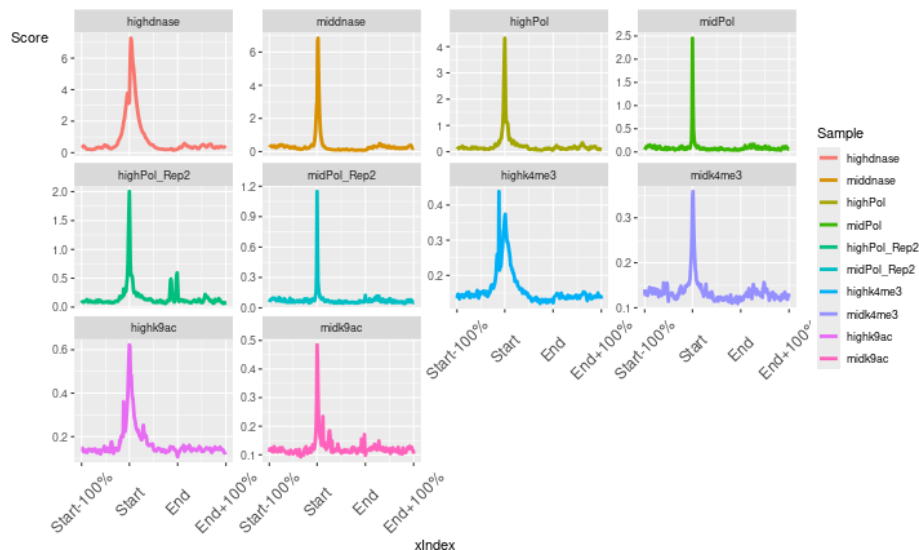 Score
highdnase
middnase
highPol
midPol
6
4
2
0
6
4
2
0
4
3
2
1
0
2.5
2.0
1.5
1.0
0.5
0.0
highPol_Rep2
midPol_Rep2
highk4me3
midk4me3
2.0
1.5
1.0
0.5
0.0
1.2
0.9
0.6
0.3
0.0
0.4
0.3
0.2
0.3
0.2
0.1
Start-100%
Start
End
End+100%
Start-100%
Start
End
End+100%
highk9ac
midk9ac
0.6
0.4
0.2
0.5
0.4
0.3
0.2
0.1
Start-100%
Start
End
End+100%
Start-100%
Start
End
End+100%
xIndex
Sample
highdnase
middnase
highPol
midPol
highPol_Rep2
midPol_Rep2
highk4me3
midk4me3
highk9ac
midk9ac